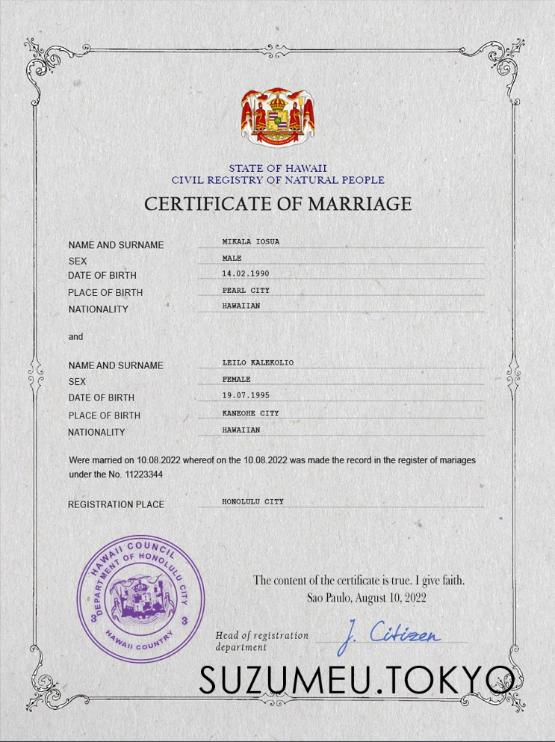 STATE OF HAWAII
CIVIL REGISTRY OF NATURAL PEOPLE
CERTIFICATE OF MARRIAGE
NAME AND SURNAME MIKALA IOSUA
SEX MALE
DATE OF BIRTH 14.02.1990
PLACE OF BIRTH PEARL CITY
NATIONALITY HAWAIIAN
and
NAME AND SURNAME LEILO KALEKOLIO
SEX FEMALE
DATE OF BIRTH 19.07.1995
PLACE OF BIRTH KANEOHE CITY
NATIONALITY HAWAIIAN
Were married on 10.08.2022 whereof on the 10.08.2022 was made the record in the register of mariages
under the No. 11223344
REGISTRATION PLACE HONOLULU CITY
HAWAII COUNCIL
DEPARTMENT OF HONOLULU CITY
HAWAII COUNTRY
The content of the certificate is true. I give faith.
Sao Paulo, August 10, 2022
Head of registration
department
J. Citizen
SUZUMEU.TOKYO